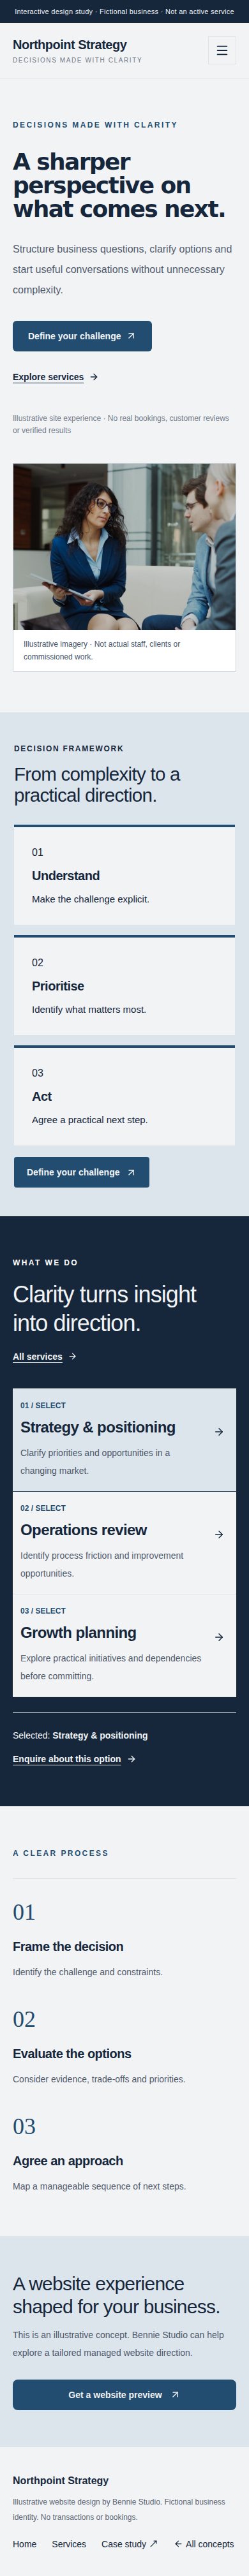 Interactive design study · Fictional business · Not an active service
Northpoint Strategy
DECISIONS MADE WITH CLARITY
DECISIONS MADE WITH CLARITY
A sharper
perspective on
what comes next.
Structure business questions, clarify options and
start useful conversations without unnecessary
complexity.
Define your challenge
Explore services
Illustrative site experience · No real bookings, customer reviews
or verified results
Illustrative imagery · Not actual staff, clients or
commissioned work.
DECISION FRAMEWORK
From complexity to a
practical direction.
01
Understand
Make the challenge explicit.
02
Prioritise
Identify what matters most.
03
Act
Agree a practical next step.
Define your challenge
WHAT WE DO
Clarity turns insight
into direction.
All services
01 / SELECT
Strategy & positioning
Clarify priorities and opportunities in a
changing market.
02 / SELECT
Operations review
Identify process friction and improvement
opportunities.
03 / SELECT
Growth planning
Explore practical initiatives and dependencies
before committing.
Selected: Strategy & positioning
Enquire about this option
A CLEAR PROCESS
01
Frame the decision
Identify the challenge and constraints.
02
Evaluate the options
Consider evidence, trade-offs and priorities.
03
Agree an approach
Map a manageable sequence of next steps.
A website experience
shaped for your business.
This is an illustrative concept. Bennie Studio can help
explore a tailored managed website direction.
Get a website preview
Northpoint Strategy
Illustrative website design by Bennie Studio. Fictional business
identity. No transactions or bookings.
Home Services Case study ↗ ← All concepts